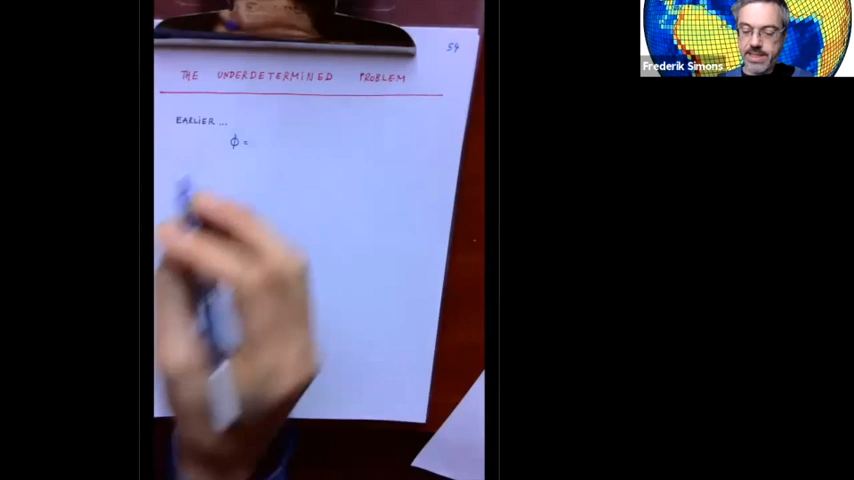 54
THE UNDERDETERMINED PROBLEM
EARLIER ...
ϕ =
Frederik Simons